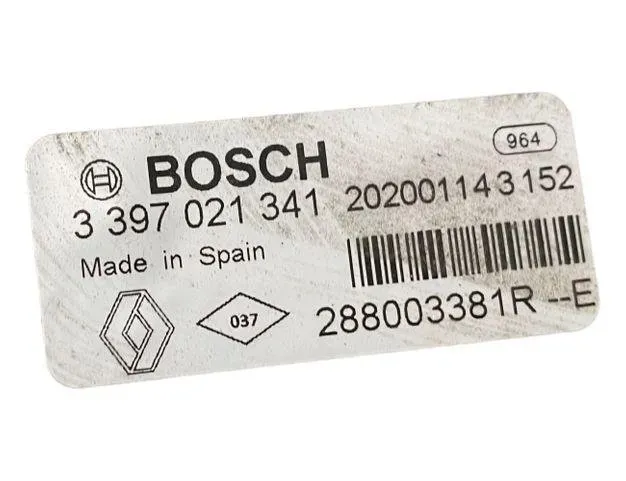 964
BOSCH
3 397 021 341
202001143152
Made in Spain
037
288003381R --E